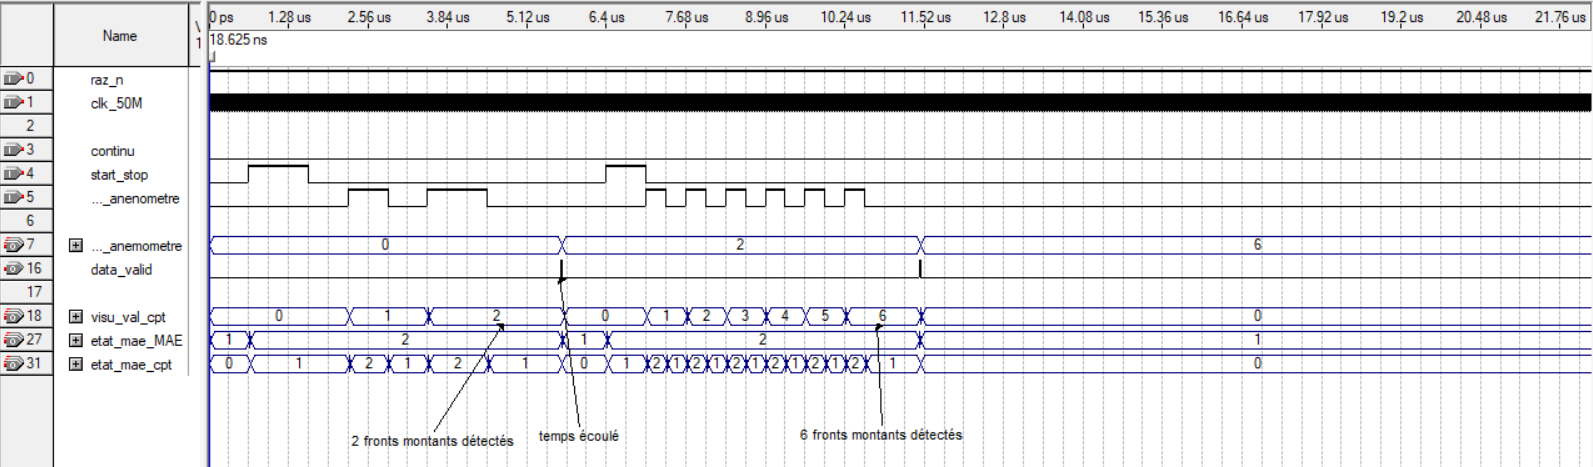 Name
V
1
0 ps 1.28 us 2.56 us 3.84 us 5.12 us 6.4 us 7.68 us 8.96 us 10.24 us 11.52 us 12.8 us 14.08 us 15.36 us 16.64 us 17.92 us 19.2 us 20.48 us 21.76 us
18.625 ns
0 raz_n
1 clk_50M
2
3 continu
4 start_stop
5 ..._anenometre
6
7 ..._anemometre 0 2 6
16 data_valid
17
18 visu_val_cpt 0 1 2 0 1 2 3 4 5 6 0
27 etat_mae_MAE 1 2 1 2 1
31 etat_mae_cpt 0 1 2 1 2 1 0 1 2 1 2 1 2 1 2 1 2 1 2 1 0
2 fronts montants détectés temps écoulé 6 fronts montants détectés